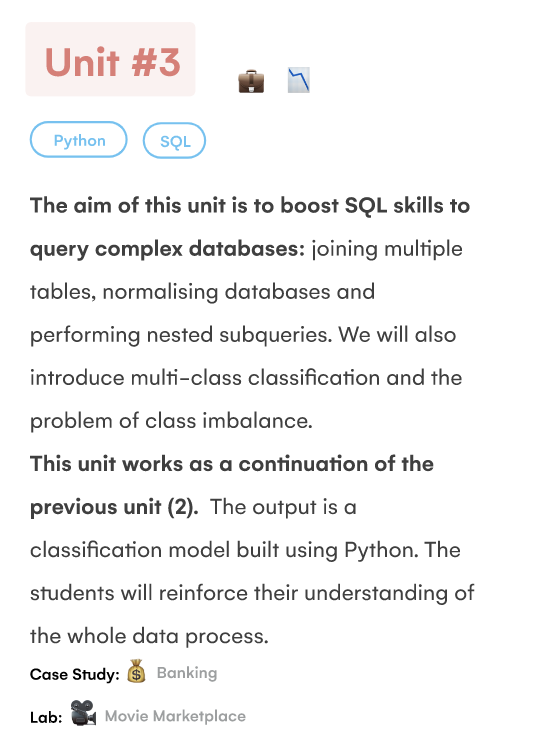 Unit #3
Python SQL
The aim of this unit is to boost SQL skills to
query complex databases: joining multiple
tables, normalising databases and
performing nested subqueries. We will also
introduce multi-class classification and the
problem of class imbalance.
This unit works as a continuation of the
previous unit (2). The output is a
classification model built using Python. The
students will reinforce their understanding of
the whole data process.
Case Study: 💰 Banking
Lab: 🎥 Movie Marketplace